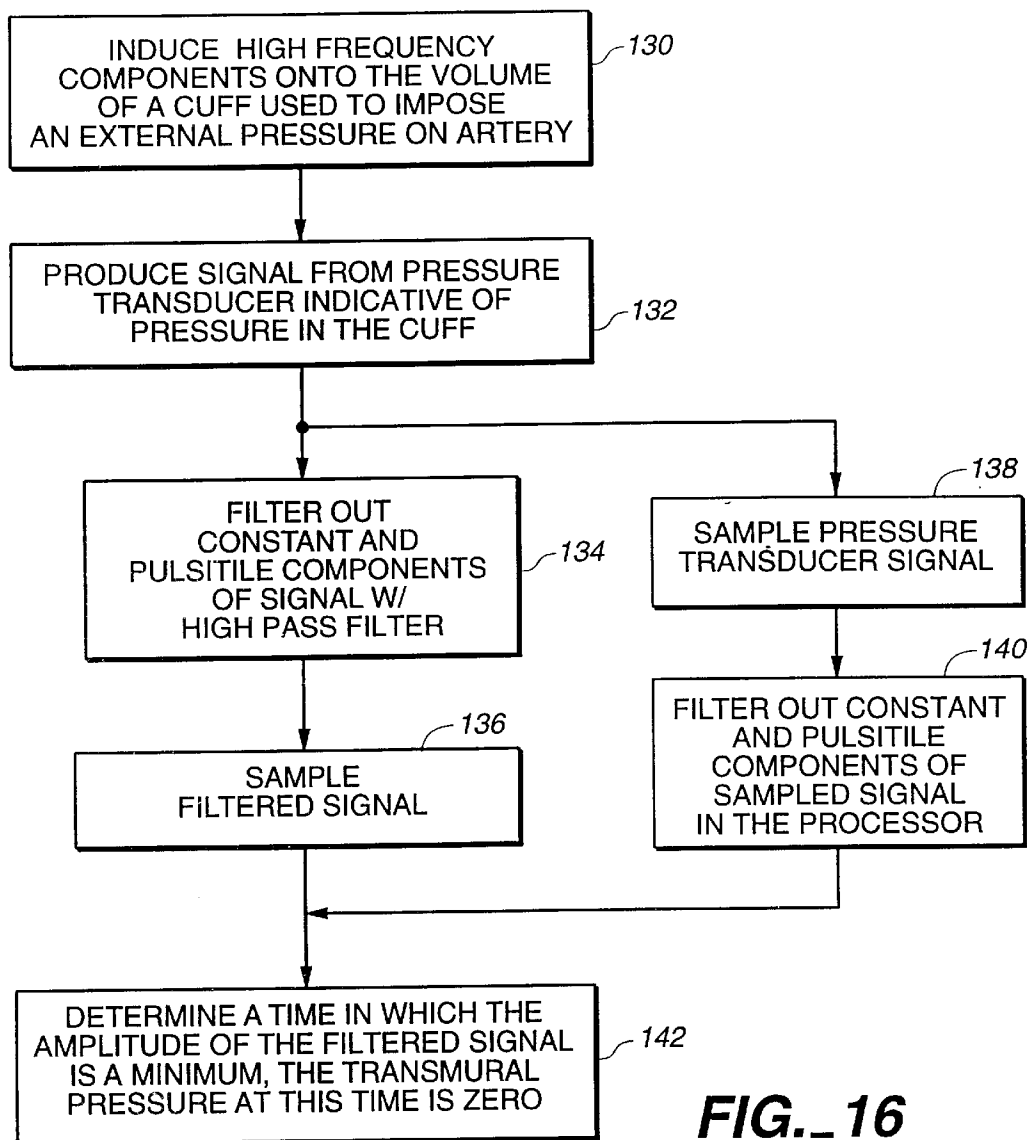 INDUCE HIGH FREQUENCY
COMPONENTS ONTO THE VOLUME
OF A CUFF USED TO IMPOSE
AN EXTERNAL PRESSURE ON ARTERY
130
PRODUCE SIGNAL FROM PRESSURE
TRANSDUCER INDICATIVE OF
PRESSURE IN THE CUFF
132
FILTER OUT
CONSTANT AND
PULSITILE COMPONENTS
OF SIGNAL W/
HIGH PASS FILTER
134
138
SAMPLE PRESSURE
TRANSDUCER SIGNAL
136
SAMPLE
FILTERED SIGNAL
140
FILTER OUT CONSTANT
AND PULSITILE
COMPONENTS OF
SAMPLED SIGNAL
IN THE PROCESSOR
DETERMINE A TIME IN WHICH THE
AMPLITUDE OF THE FILTERED SIGNAL
IS A MINIMUM, THE TRANSMURAL
PRESSURE AT THIS TIME IS ZERO
142
FIG._16